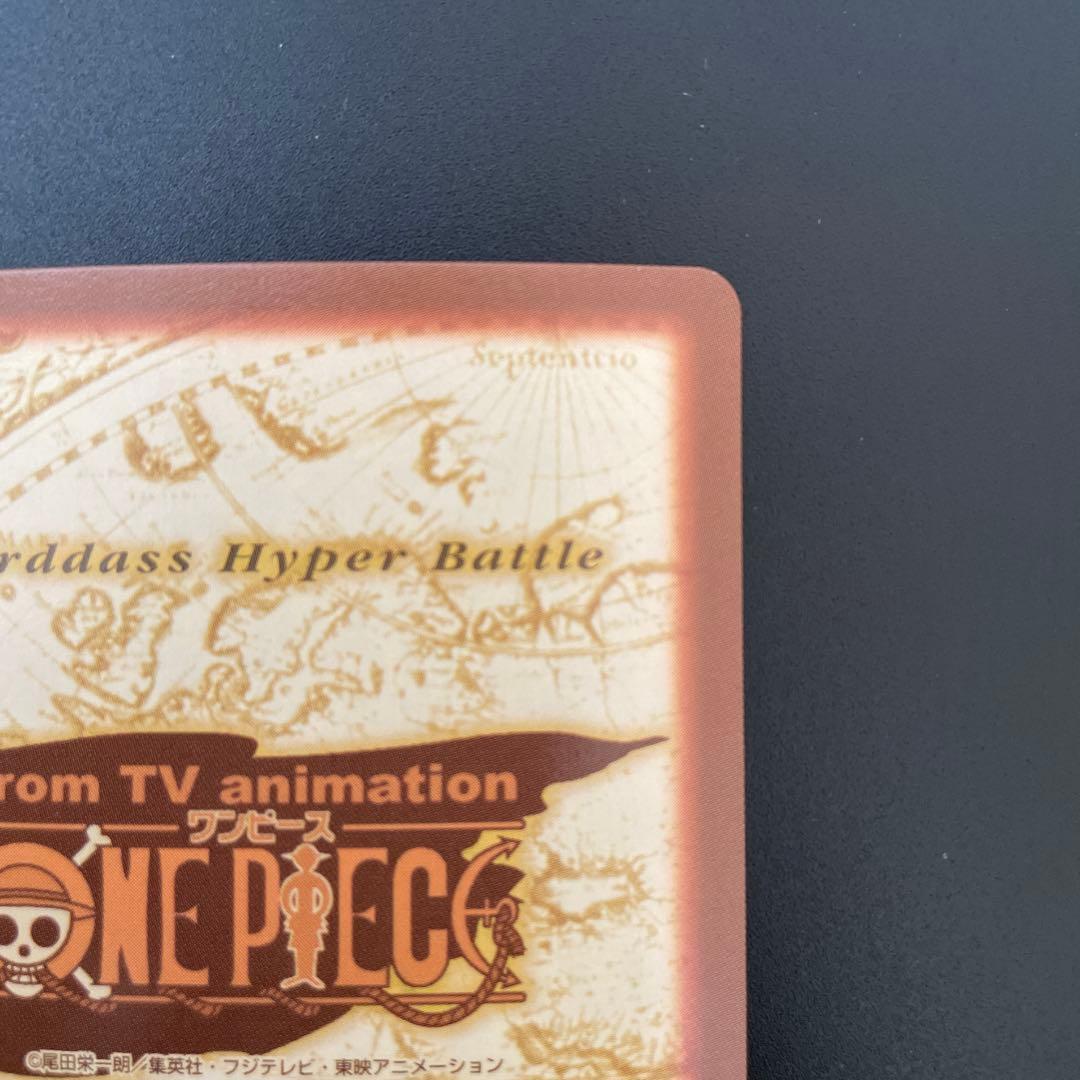 Septentrio
rddass Hyper Battle
rom TV animation
ワンピース
ONE PIECE
©尾田栄一朗／集英社・フジテレビ・東映アニメーション